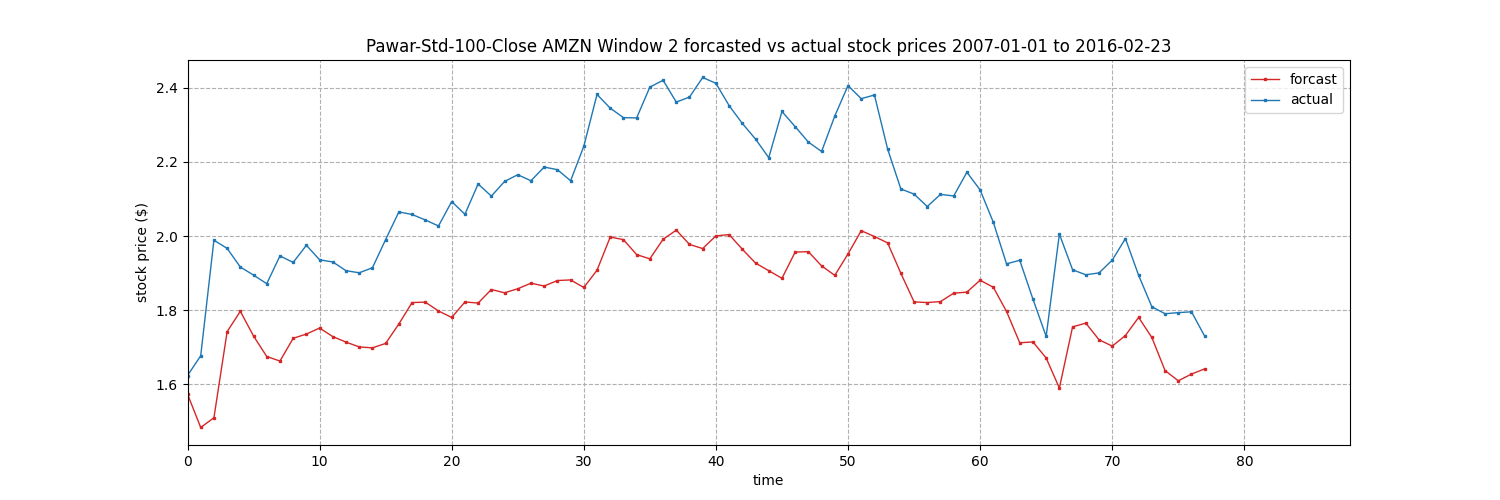 Pawar-Std-100-Close AMZN Window 2 forcasted vs actual stock prices 2007-01-01 to 2016-02-23
forcast
actual
stock price ($)
2.4
2.2
2.0
1.8
1.6
0 10 20 30 40 50 60 70 80
time